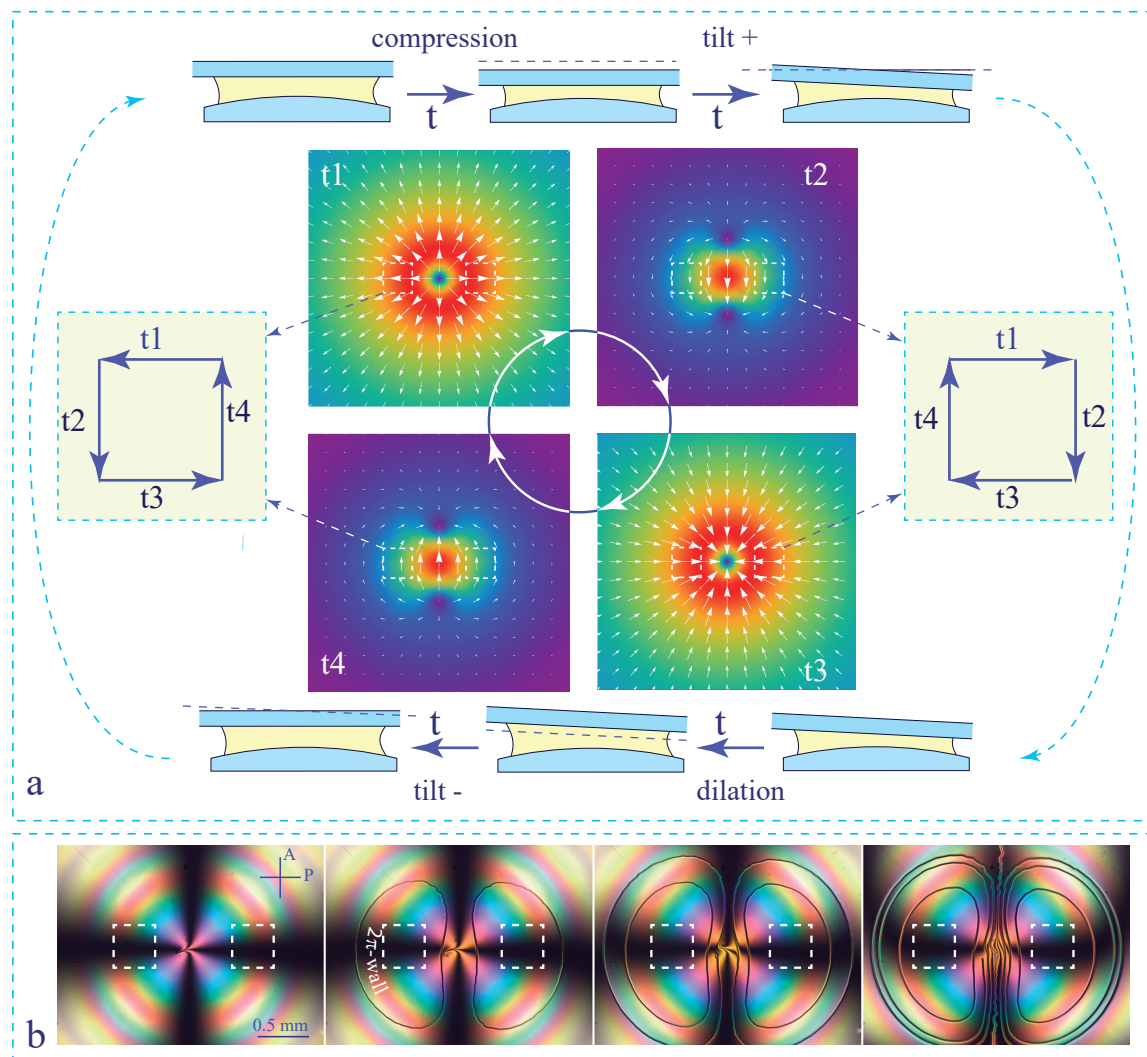 compression
tilt +
t
t
t1
t2
t1
t2
t4
t3
t1
t4
t2
t3
t4
t3
t
t
tilt -
dilation
a
A
P
2π-wall
0.5 mm
b